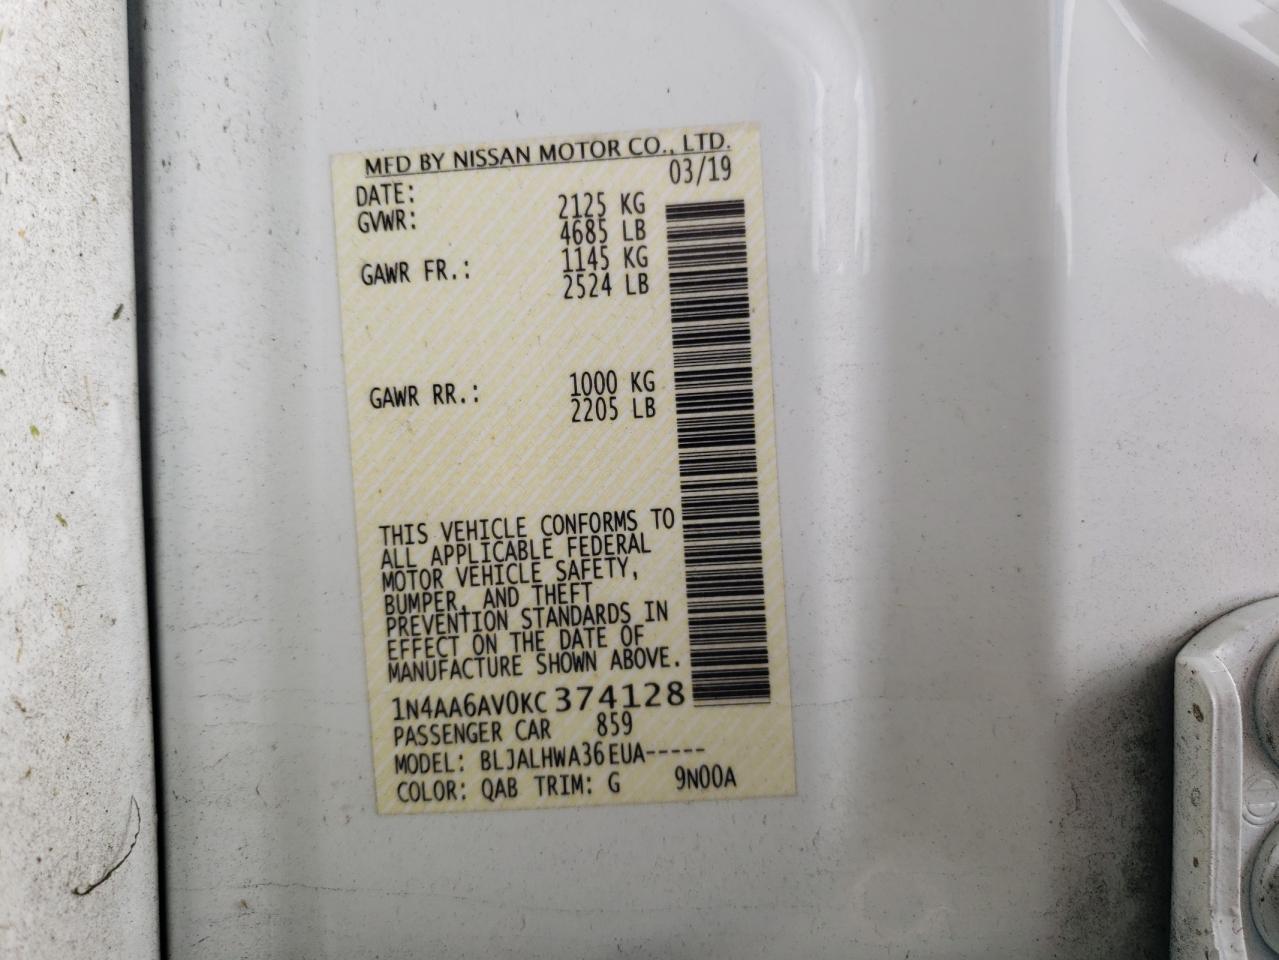 MFD BY NISSAN MOTOR CO., LTD.
DATE: 03/19
GVWR: 2125 KG
4685 LB
GAWR FR.: 1145 KG
2524 LB
GAWR RR.: 1000 KG
2205 LB
THIS VEHICLE CONFORMS TO
ALL APPLICABLE FEDERAL
MOTOR VEHICLE SAFETY,
BUMPER, AND THEFT
PREVENTION STANDARDS IN
EFFECT ON THE DATE OF
MANUFACTURE SHOWN ABOVE.
1N4AA6AV0KC374128
PASSENGER CAR 859
MODEL: BLJALHWA36EUA-----
COLOR: QAB TRIM: G 9N00A